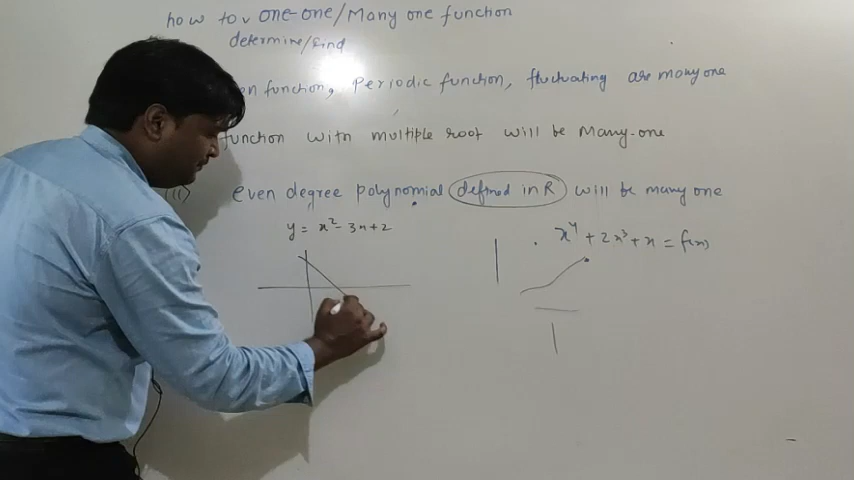 how to one-one/Many one function
determine/find
function, Periodic function, fluctuating are many one
function with multiple root will be Many-one
even degree polynomial defined in R will be many one
y = x² - 3x + 2
x⁴ + 2x³ + x = f(x)